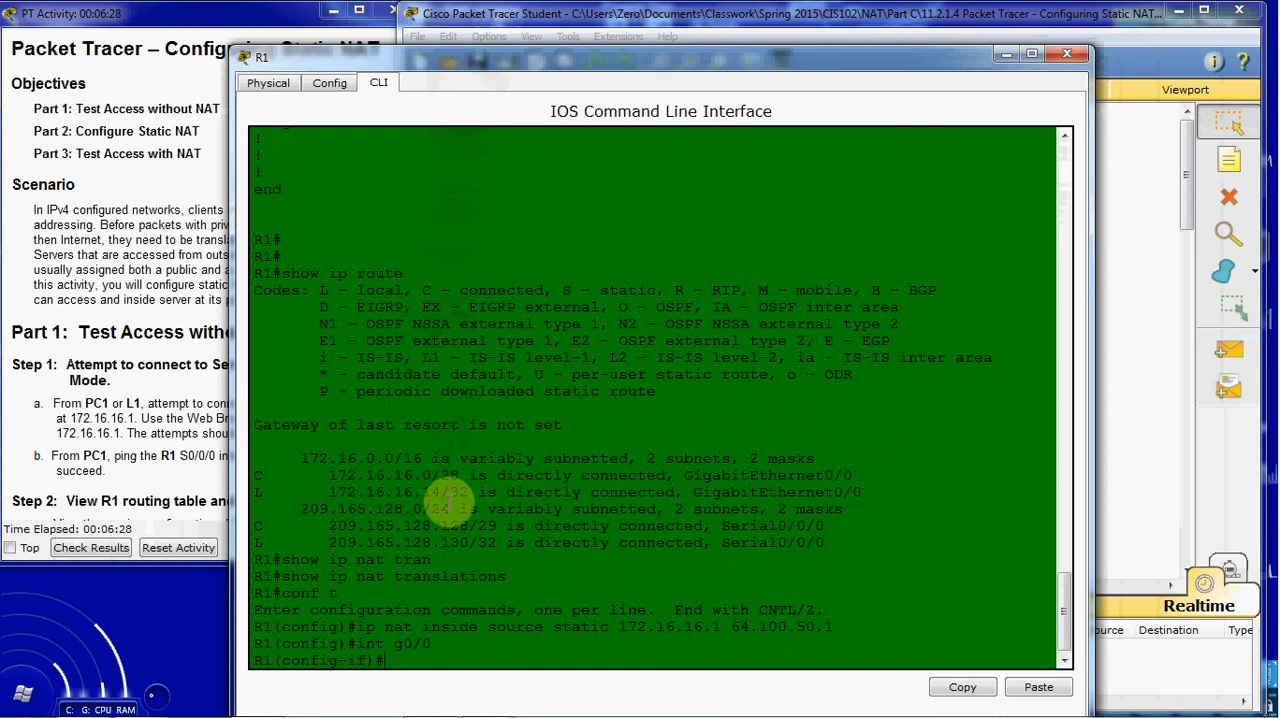 PT Activity: 00:06:28
Cisco Packet Tracer Student - C:\Users\Zero\Documents\Classwork\Spring 2015\CIS102\NAT\Part C\11.2.1.4 Packet Tracer - Configuring Static NAT...
File Edit Options View Tools Extensions Help
Packet Tracer – Config Static NAT
Objectives
Part 1: Test Access without NAT
Part 2: Configure Static NAT
Part 3: Test Access with NAT
Scenario
In IPv4 configured networks, clients
addressing. Before packets with
then Internet, they need to be
Servers that are accessed from
usually assigned both a public and
this activity, you will configure static
can access and inside server at its
Part 1: Test Access
Step 1: Attempt to connect to
Mode.
a. From PC1 or L1, attempt to
at 172.16.16.1. Use the Web
172.16.16.1. The attempts
b. From PC1, ping the R1 S0/0/0
succeed.
Step 2: View R1 routing table
Time Elapsed: 00:06:28
Top Check Results Reset Activity
R1
Physical Config CLI
IOS Command Line Interface
!
!
!
end
R1#
R1#
R1#show ip route
Codes: L - local, C - connected, S - static, R - RIP, M - mobile, B - BGP
D - EIGRP, EX - EIGRP external, O - OSPF, IA - OSPF inter area
N1 - OSPF NSSA external type 1, N2 - OSPF NSSA external type 2
E1 - OSPF external type 1, E2 - OSPF external type 2, E - EGP
i - IS-IS, L1 - IS-IS level-1, L2 - IS-IS level-2, ia - IS-IS inter area
* - candidate default, U - per-user static route, o - ODR
P - periodic downloaded static route
Gateway of last resort is not set
172.16.0.0/16 is variably subnetted, 2 subnets, 2 masks
C 172.16.16.0/28 is directly connected, GigabitEthernet0/0
L 172.16.16.14/32 is directly connected, GigabitEthernet0/0
209.165.128.0/24 is variably subnetted, 2 subnets, 2 masks
C 209.165.128.128/29 is directly connected, Serial0/0/0
L 209.165.128.130/32 is directly connected, Serial0/0/0
R1#show ip nat tran
R1#show ip nat translations
R1#conf t
Enter configuration commands, one per line. End with CNTL/Z.
R1(config)#ip nat inside source static 172.16.16.1 64.100.50.1
R1(config)#int g0/0
R1(config-if)#
Copy Paste
Viewport
Realtime
ource Destination Type
C: G: CPU RAM